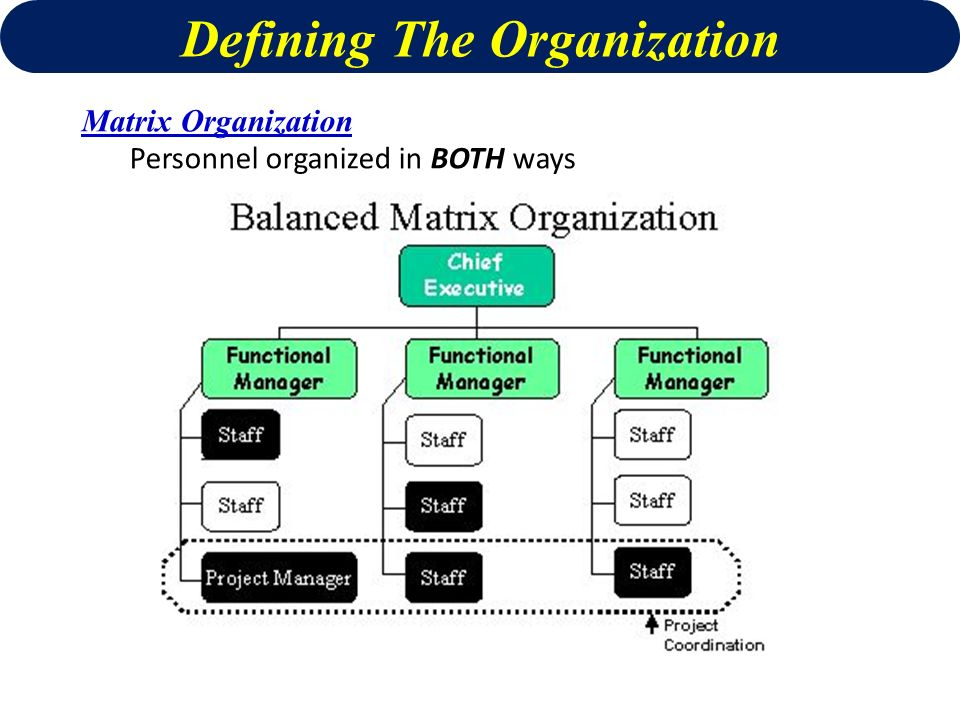 Defining The Organization
Matrix Organization
Personnel organized in BOTH ways
Balanced Matrix Organization
Chief
Executive
Functional
Manager
Functional
Manager
Functional
Manager
Staff
Staff
Staff
Staff
Staff
Staff
Project Manager
Staff
Staff
Project
Coordination